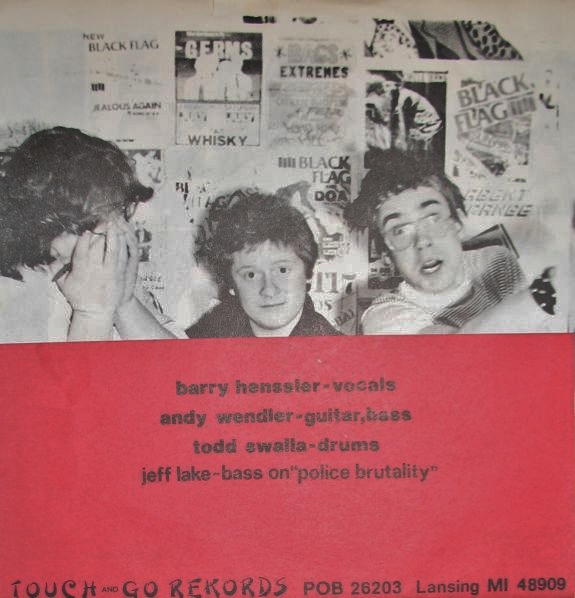 NEW
BLACK FLAG
JEALOUS AGAIN
GERMS
WHISKY
EXTREMES
BLACK
FLAG
DOA
BLACK
FLAG
barry henssler-vocals
andy wendler-guitar,bass
todd swalla-drums
jeff lake-bass on"police brutality"
TOUCH AND GO REKORDS POB 26203 Lansing MI 48909